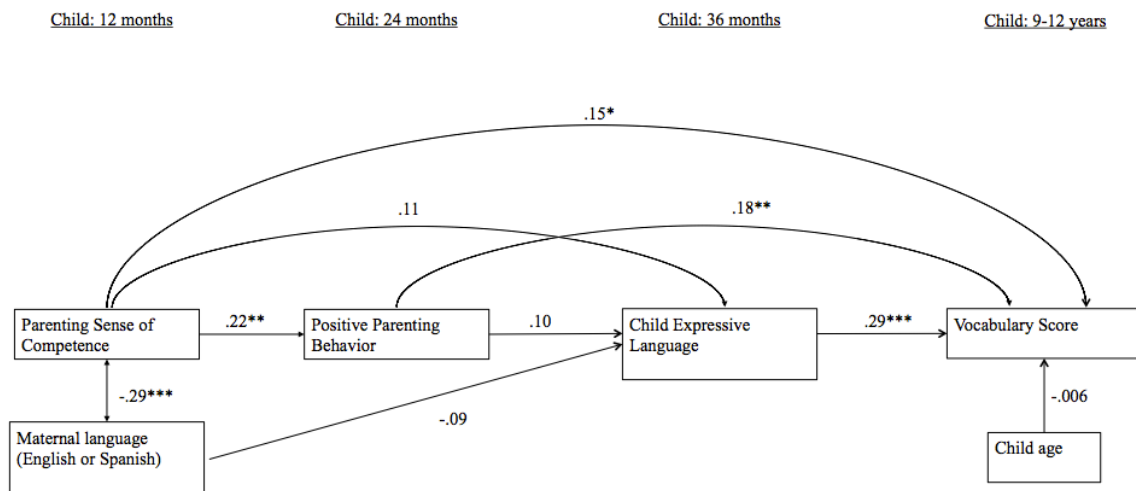 Child: 12 months
Child: 24 months
Child: 36 months
Child: 9-12 years
.15*
.11
.18**
Parenting Sense of
Competence
.22**
Positive Parenting
Behavior
.10
Child Expressive
Language
.29***
Vocabulary Score
-.29***
-.09
-.006
Maternal language
(English or Spanish)
Child age